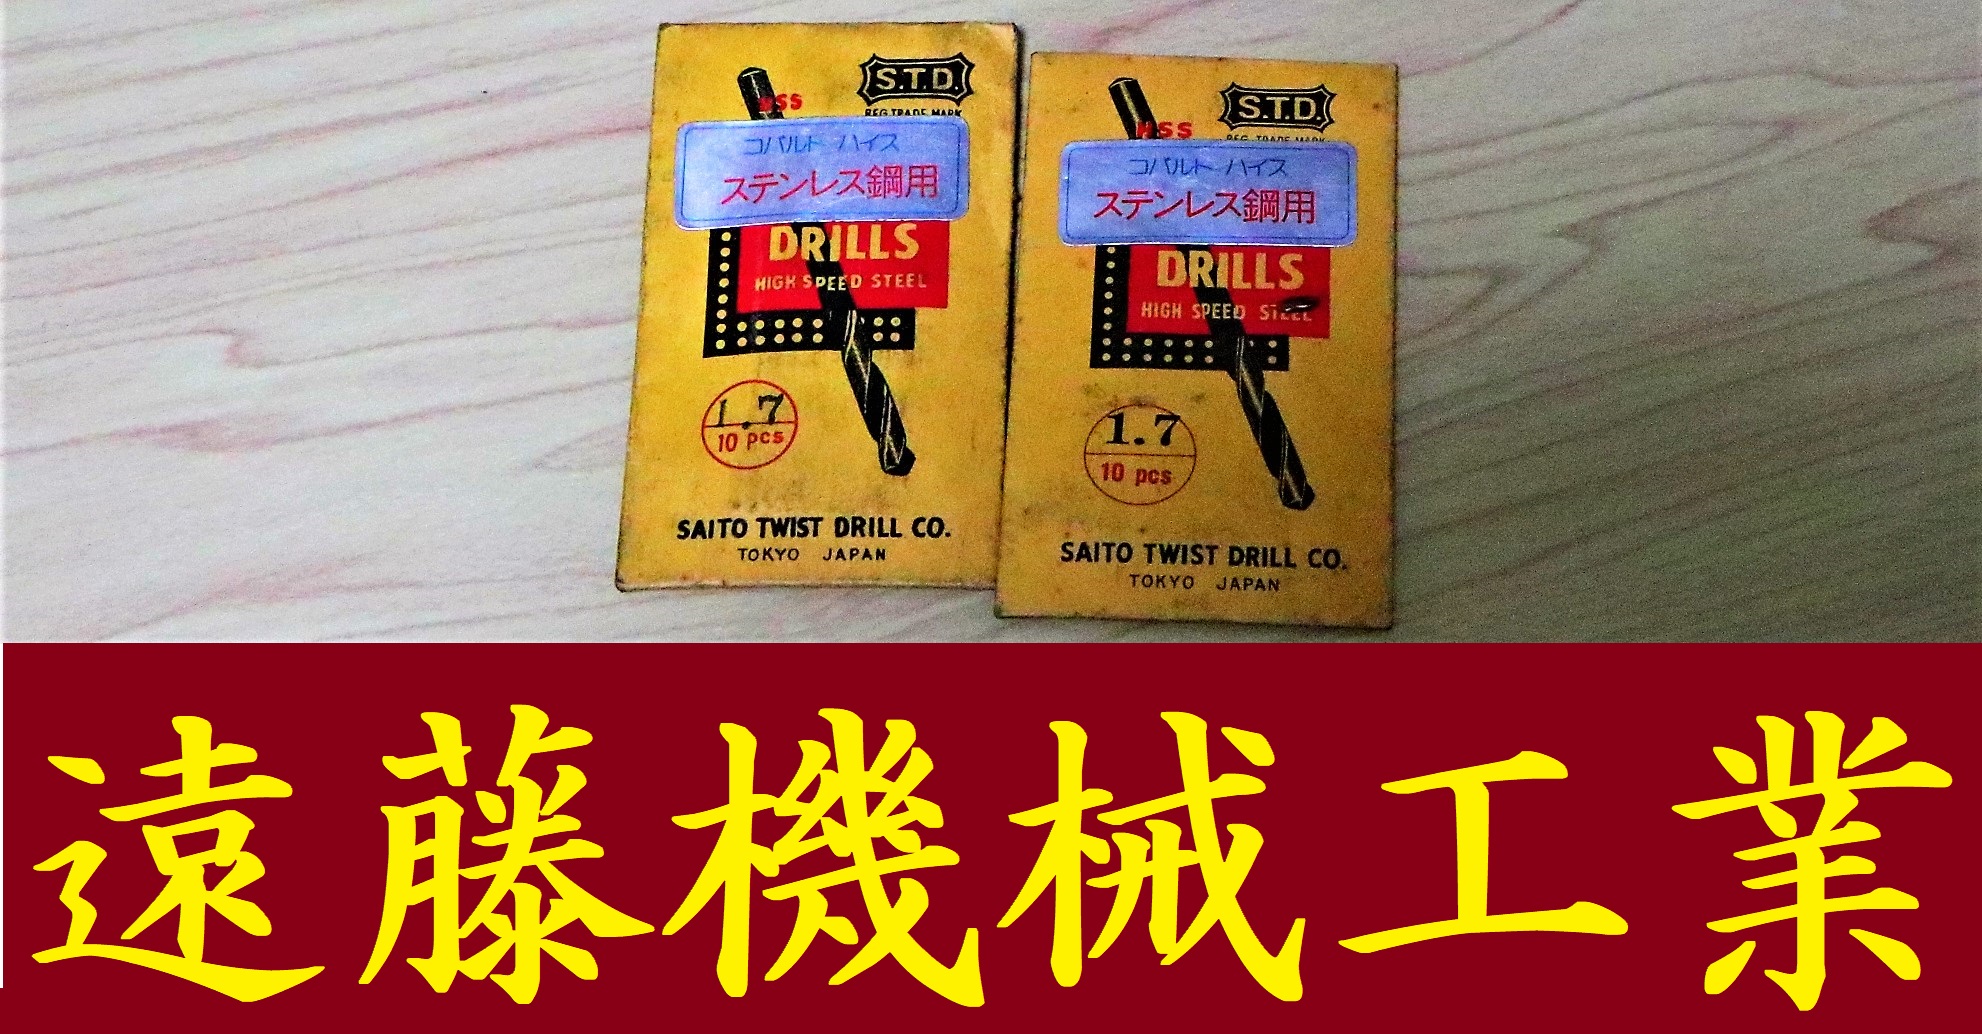 S.T.D.
REG.TRADE MARK
HSS
コバルト ハイス
ステンレス鋼用
DRILLS
HIGH SPEED STEEL
1.7
10 pcs
SAITO TWIST DRILL CO.
TOKYO JAPAN
S.T.D.
REG. TRADE MARK
HSS
コバルト ハイス
ステンレス鋼用
DRILLS
HIGH SPEED STEEL
1.7
10 pcs
SAITO TWIST DRILL CO.
TOKYO JAPAN
遠藤機械工業